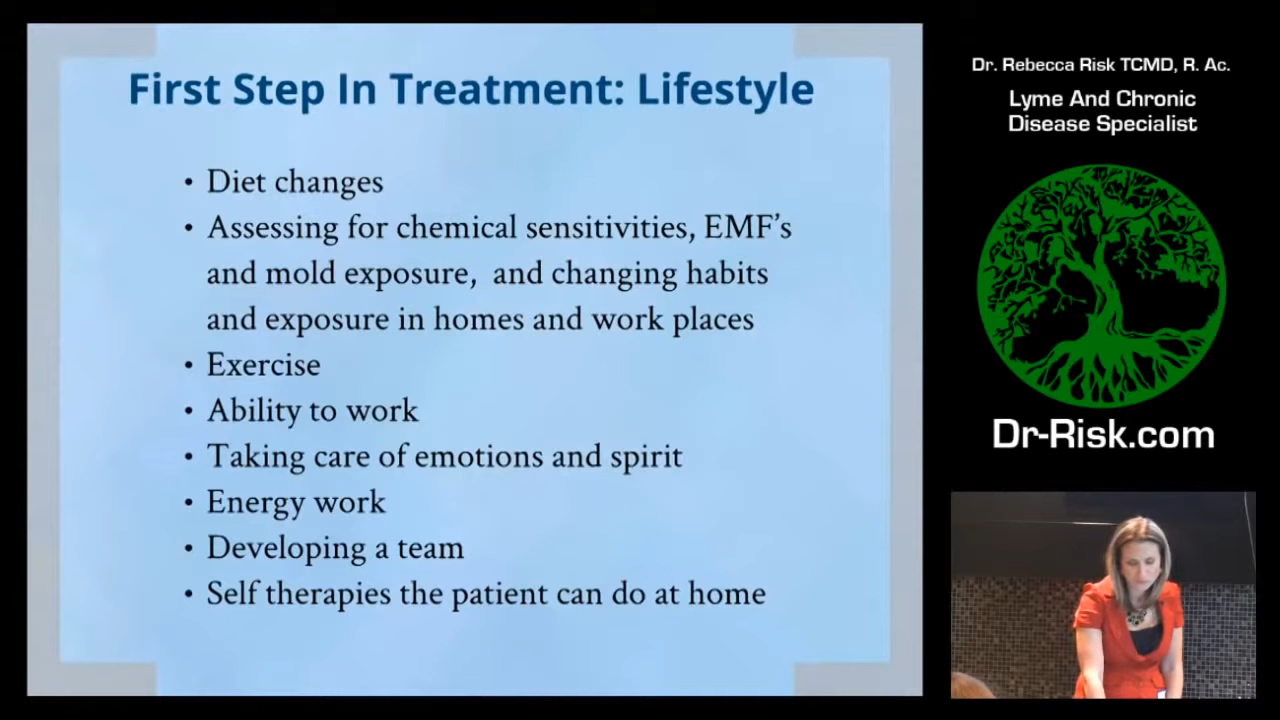 First Step In Treatment: Lifestyle
• Diet changes
• Assessing for chemical sensitivities, EMF's
and mold exposure, and changing habits
and exposure in homes and work places
• Exercise
• Ability to work
• Taking care of emotions and spirit
• Energy work
• Developing a team
• Self therapies the patient can do at home
Dr. Rebecca Risk TCMD, R. Ac.
Lyme And Chronic
Disease Specialist
Dr-Risk.com